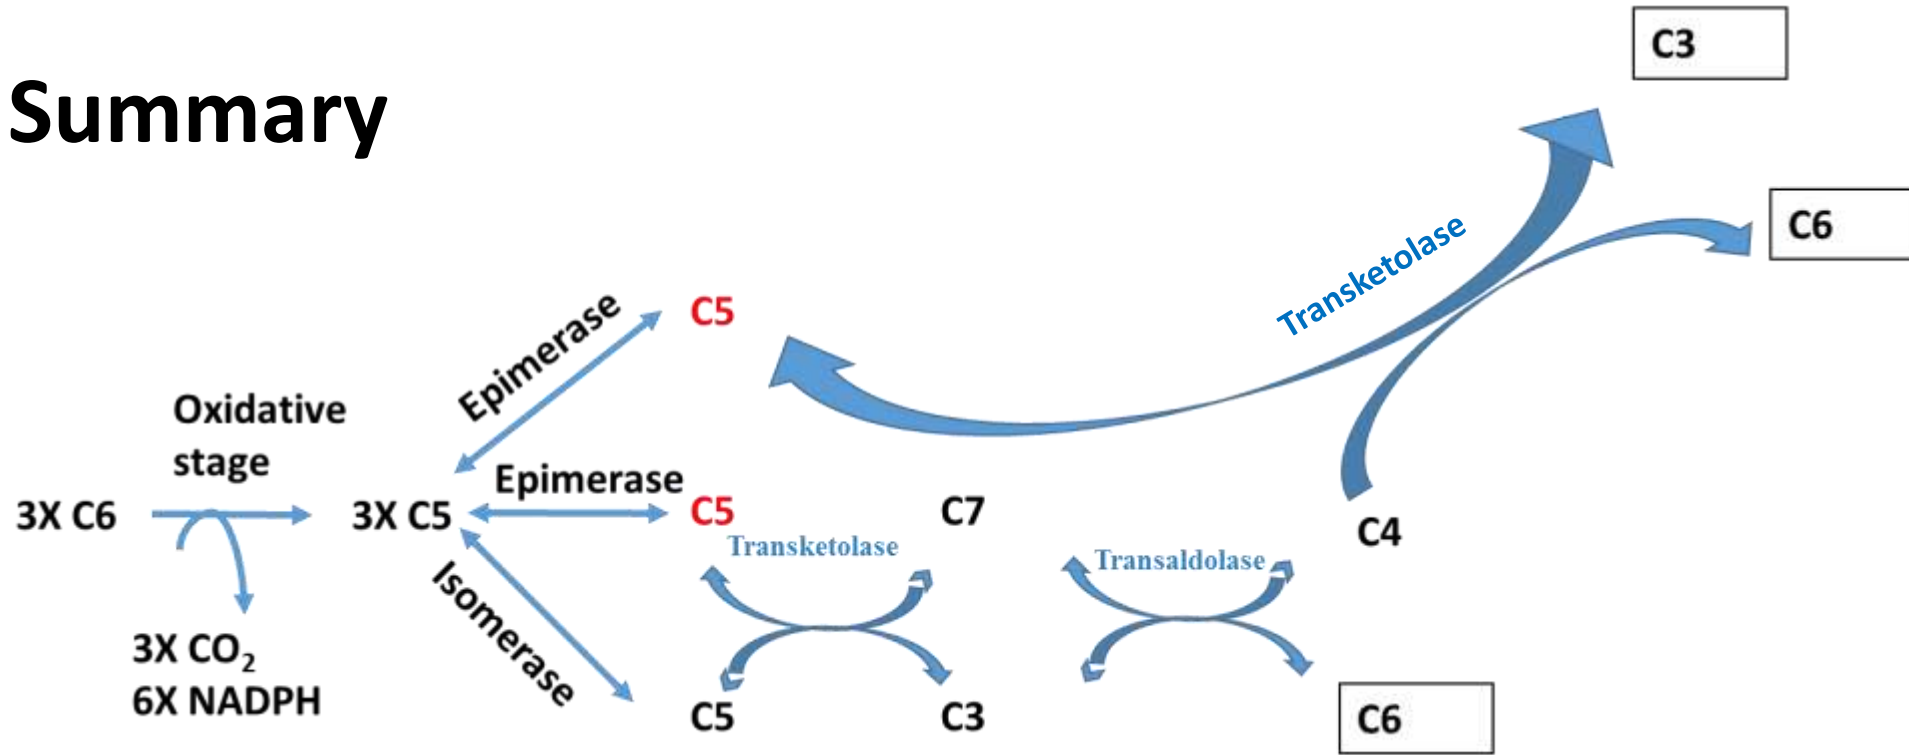 Summary
C3
C6
Transketolase
Epimerase
C5
Oxidative
stage
3X C6
3X C5
Epimerase
C5
C7
C4
Transketolase
Transaldolase
Isomerase
3X CO₂
6X NADPH
C5
C3
C6